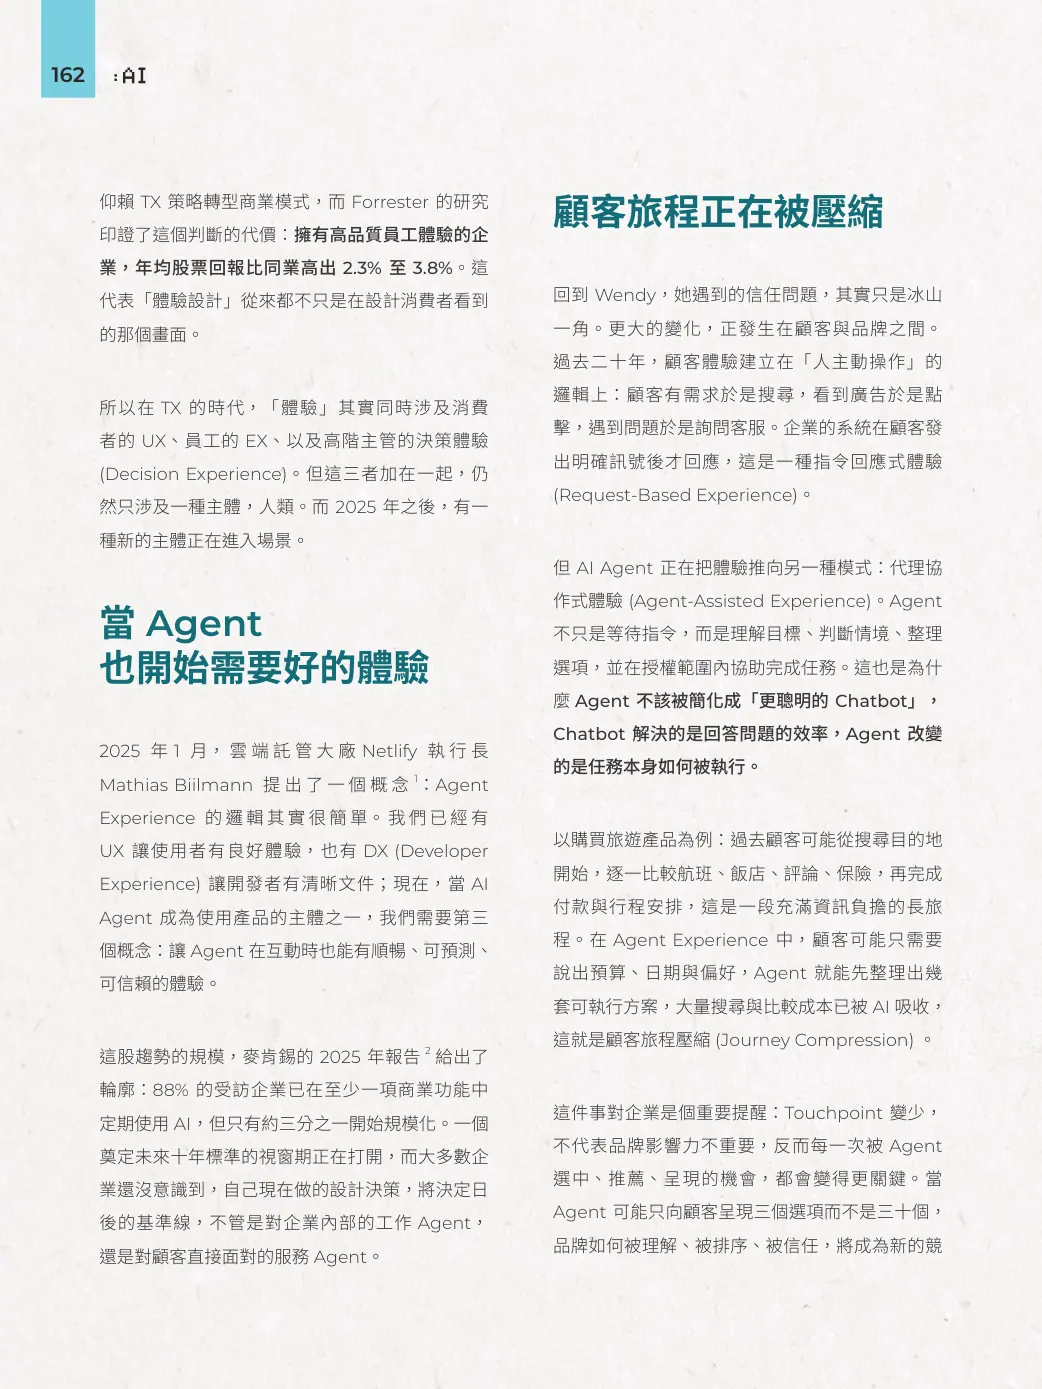 162
:AI
仰賴 TX 策略轉型商業模式，而 Forrester 的研究
印證了這個判斷的代價：擁有高品質員工體驗的企
業，年均股票回報比同業高出 2.3% 至 3.8%。這
代表「體驗設計」從來都不只是在設計消費者看到
的那個畫面。
所以在 TX 的時代，「體驗」其實同時涉及消費
者的 UX、員工的 EX、以及高階主管的決策體驗
(Decision Experience)。但這三者加在一起，仍
然只涉及一種主體，人類。而 2025 年之後，有一
種新的主體正在進入場景。
當 Agent
也開始需要好的體驗
2025 年 1 月，雲端託管大廠 Netlify 執行長
Mathias Biilmann 提出了一個概念 1：Agent
Experience 的邏輯其實很簡單。我們已經有
UX 讓使用者有良好體驗，也有 DX (Developer
Experience) 讓開發者有清晰文件；現在，當 AI
Agent 成為使用產品的主體之一，我們需要第三
個概念：讓 Agent 在互動時也能有順暢、可預測、
可信賴的體驗。
這股趨勢的規模，麥肯錫的 2025 年報告 2 給出了
輪廓：88% 的受訪企業已在至少一項商業功能中
定期使用 AI，但只有約三分之一開始規模化。一個
奠定未來十年標準的視窗期正在打開，而大多數企
業還沒意識到，自己現在做的設計決策，將決定日
後的基準線，不管是對企業內部的工作 Agent，
還是對顧客直接面對的服務 Agent。
顧客旅程正在被壓縮
回到 Wendy，她遇到的信任問題，其實只是冰山
一角。更大的變化，正發生在顧客與品牌之間。
過去二十年，顧客體驗建立在「人主動操作」的
邏輯上：顧客有需求於是搜尋，看到廣告於是點
擊，遇到問題於是詢問客服。企業的系統在顧客發
出明確訊號後才回應，這是一種指令回應式體驗
(Request-Based Experience)。
但 AI Agent 正在把體驗推向另一種模式：代理協
作式體驗 (Agent-Assisted Experience)。Agent
不只是等待指令，而是理解目標、判斷情境、整理
選項，並在授權範圍內協助完成任務。這也是為什
麼 Agent 不該被簡化成「更聰明的 Chatbot」，
Chatbot 解決的是回答問題的效率，Agent 改變
的是任務本身如何被執行。
以購買旅遊產品為例：過去顧客可能從搜尋目的地
開始，逐一比較航班、飯店、評論、保險，再完成
付款與行程安排，這是一段充滿資訊負擔的長旅
程。在 Agent Experience 中，顧客可能只需要
說出預算、日期與偏好，Agent 就能先整理出幾
套可執行方案，大量搜尋與比較成本已被 AI 吸收，
這就是顧客旅程壓縮 (Journey Compression) 。
這件事對企業是個重要提醒：Touchpoint 變少，
不代表品牌影響力不重要，反而每一次被 Agent
選中、推薦、呈現的機會，都會變得更關鍵。當
Agent 可能只向顧客呈現三個選項而不是三十個，
品牌如何被理解、被排序、被信任，將成為新的競